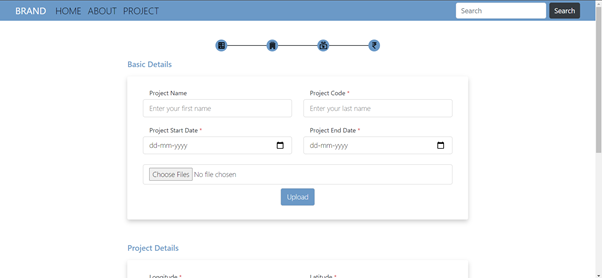 BRAND HOME ABOUT PROJECT Search Search
Basic Details
Project Name Project Code *
Enter your first name Enter your last name
Project Start Date * Project End Date *
dd-mm-yyyy dd-mm-yyyy
Choose Files No file chosen
Upload
Project Details
Longitude * Latitude *